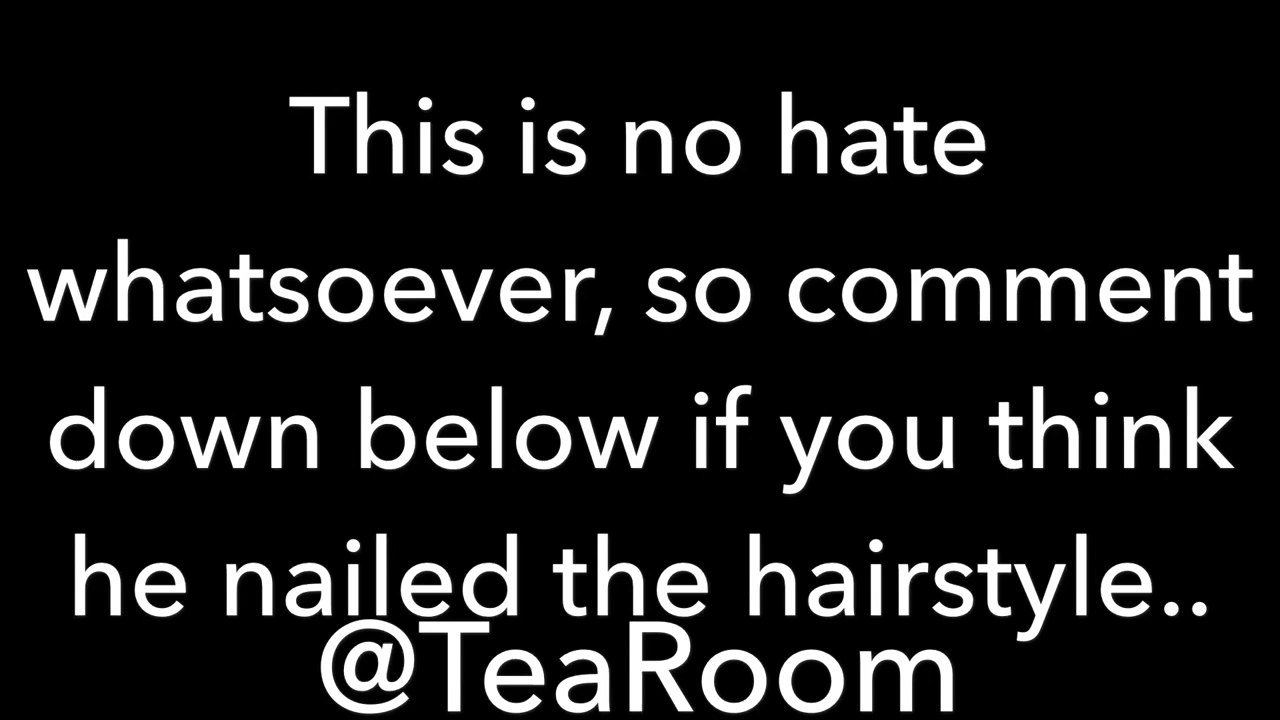 This is no hate
whatsoever, so comment
down below if you think
he nailed the hairstyle..
@TeaRoom